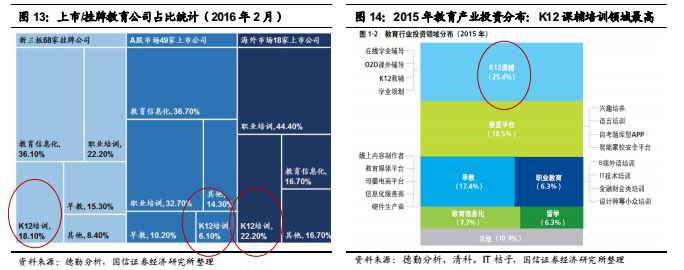 图 13：上市/挂牌教育公司占比统计（2016 年 2 月）
新三板68家挂牌公司
A股市场49家上市公司
海外市场18家上市公司
教育信息化,
36.10%
职业培训,
22.20%
K12培训,
18.10%
早教, 15.30%
其他, 8.40%
教育信息化, 36.70%
职业培训, 32.70%
其他,
14.30%
早教, 10.20%
K12培训,
6.10%
职业培训, 44.40%
教育信息化,
16.70%
K12培训,
22.20%
其他, 16.70%
资料来源：德勤分析，国信证券经济研究所整理
图 14：2015 年教育产业投资分布：K12 课辅培训领域最高
图 1-2：教育行业投资领域分布（2015 年）
在线学业辅导
O2O课外辅导
K12教辅
学业规划
K12课辅
(25.4%)
垂直平台
(18.5%)
兴趣培养
语言培训
自考题库型APP
智能家校安全平台
线上内容制作者
教育媒体平台
母婴电商平台
信息化服务商
硬件生产商
早教
(17.4%)
职业教育
(6.3%)
B端外语培训
IT技术培训
金融财会类培训
设计师等小众培训
教育信息化
(7.7%)
留学
(6.3%)
其他 (10.9%)
资料来源：德勤分析，清科、IT 桔子，国信证券经济研究所整理